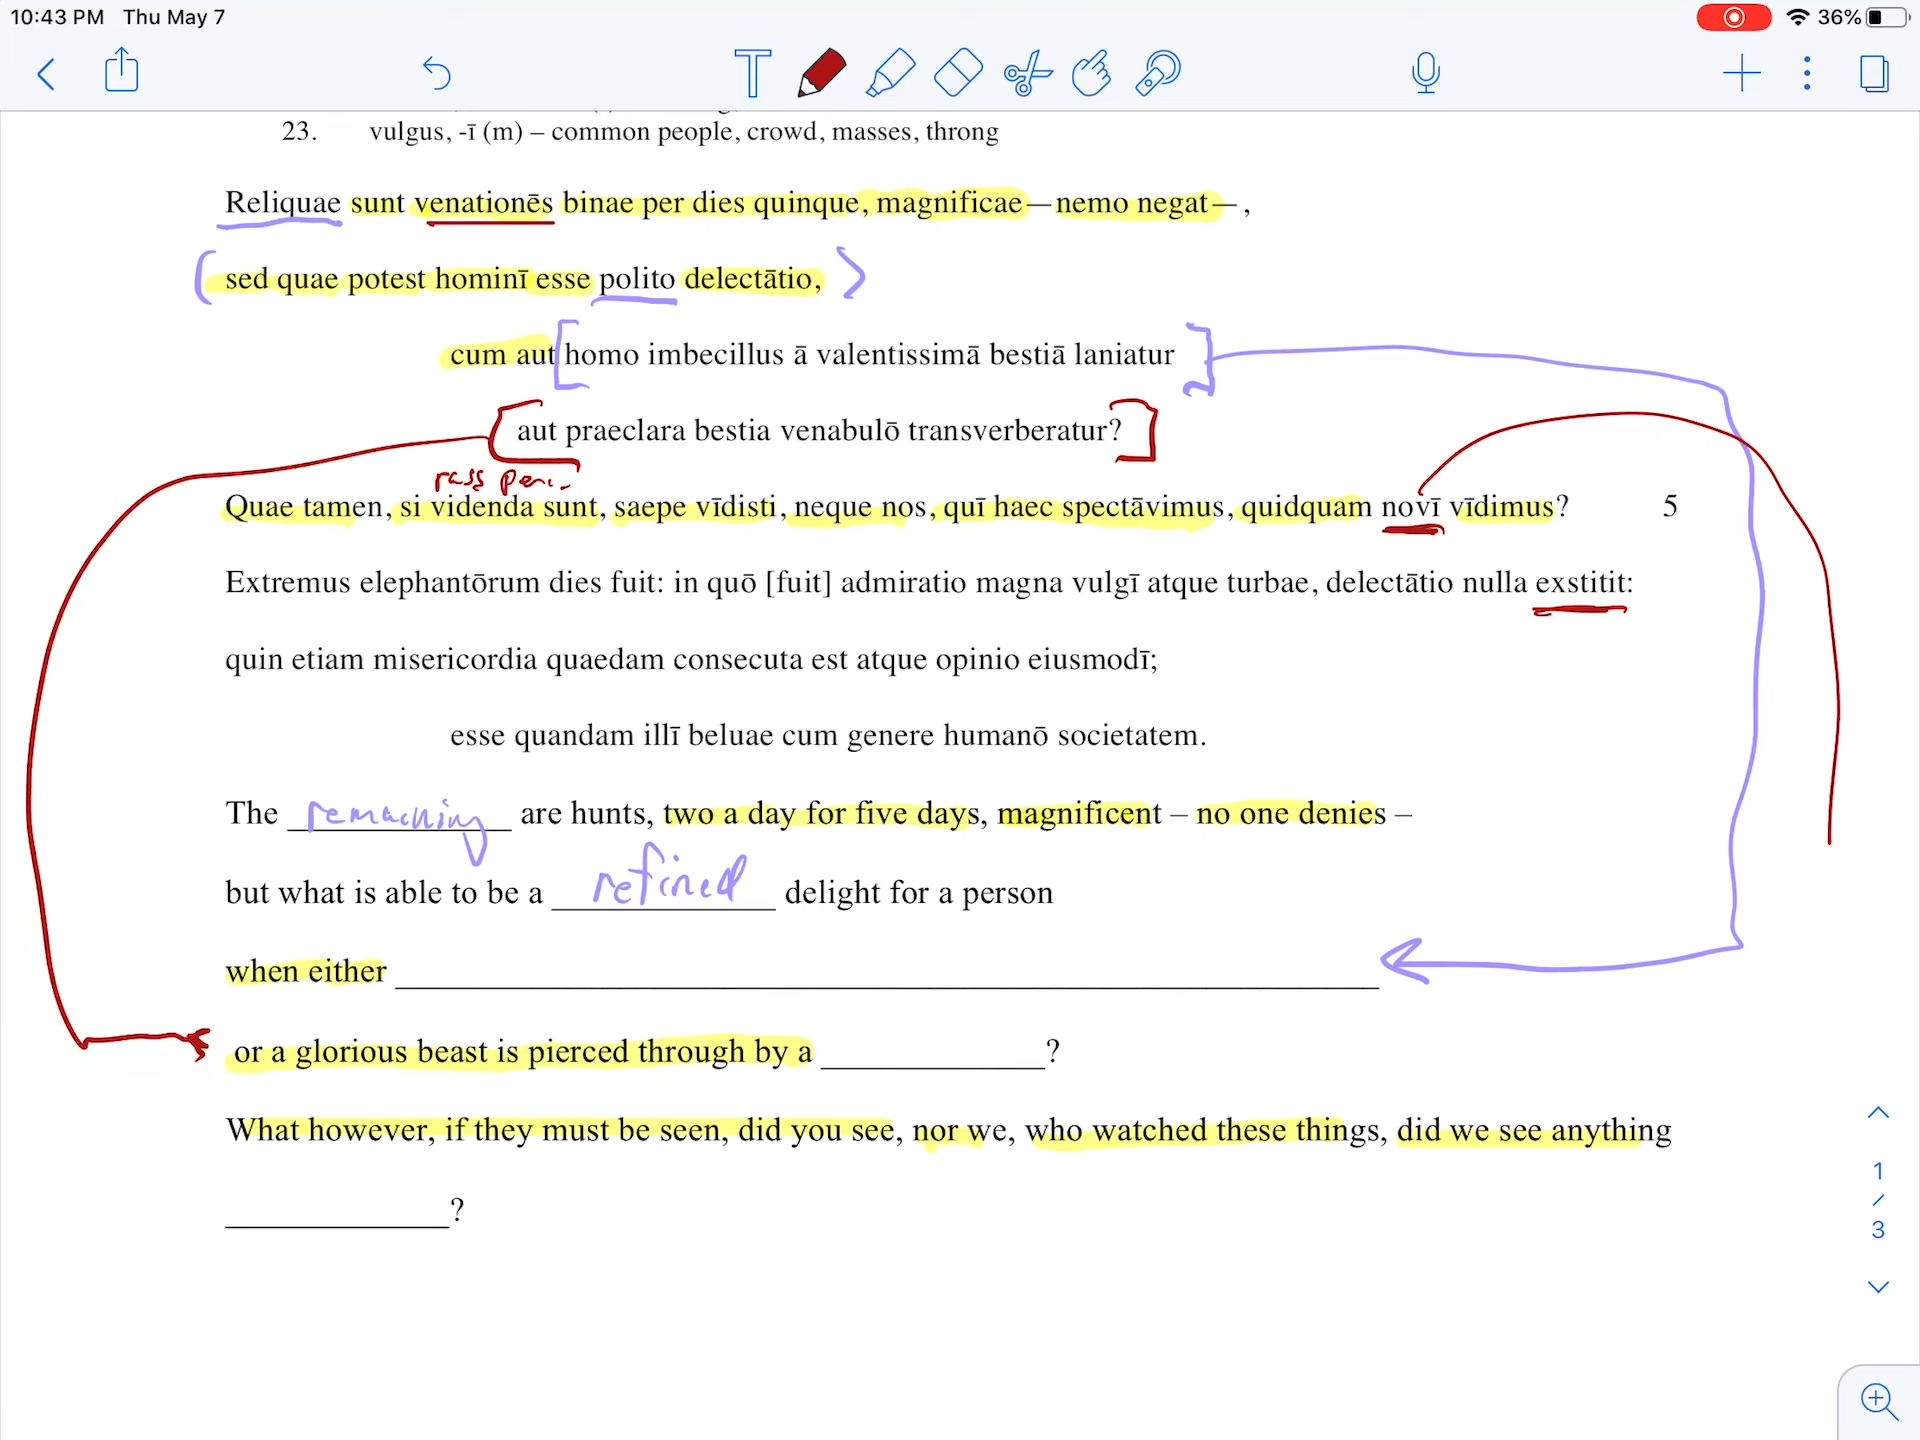 10:43 PM Thu May 7
36%
T
23. vulgus, -ī (m) – common people, crowd, masses, throng
Reliquae sunt venationēs binae per dies quinque, magnificae—nemo negat—,
sed quae potest hominī esse polito delectātio,
cum aut homo imbecillus ā valentissimā bestiā laniatur
aut praeclara bestia venabulō transverberatur?
pass peri.
Quae tamen, si videnda sunt, saepe vīdisti, neque nos, quī haec spectāvimus, quidquam novī vīdimus? 5
Extremus elephantōrum dies fuit: in quō [fuit] admiratio magna vulgī atque turbae, delectātio nulla exstitit:
quin etiam misericordia quaedam consecuta est atque opinio eiusmodī;
esse quandam illī beluae cum genere humanō societatem.
The remaining are hunts, two a day for five days, magnificent – no one denies –
but what is able to be a refined delight for a person
when either ____________
or a glorious beast is pierced through by a ____________?
What however, if they must be seen, did you see, nor we, who watched these things, did we see anything
____________?
1
/
3